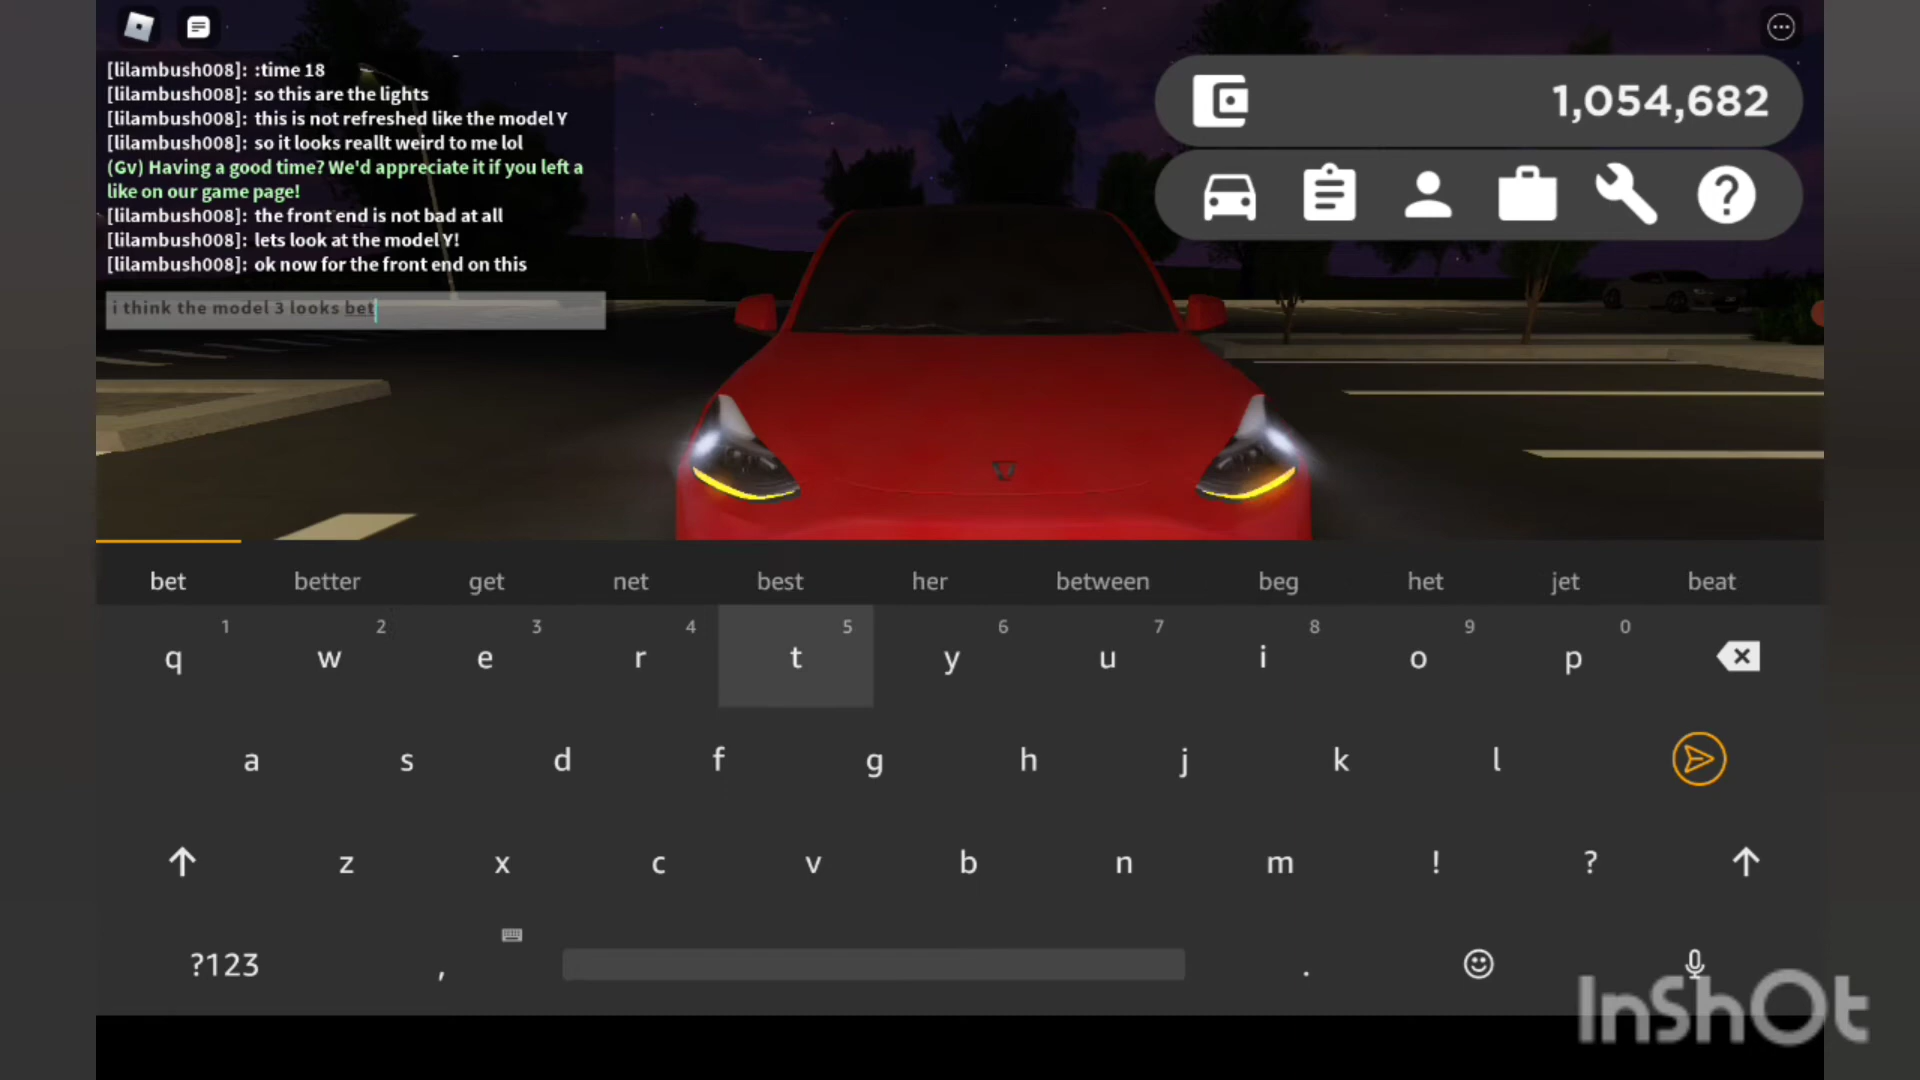 [lilambush008]: :time 18
[lilambush008]: so this are the lights
[lilambush008]: this is not refreshed like the model Y
[lilambush008]: so it looks reallt weird to me lol
(Gv) Having a good time? We'd appreciate it if you left a
like on our game page!
[lilambush008]: the front end is not bad at all
[lilambush008]: lets look at the model Y!
[lilambush008]: ok now for the front end on this
i think the model 3 looks bet
1,054,682
bet better get net best her between beg het jet beat
1 2 3 4 5 6 7 8 9 0
q w e r t y u i o p
a s d f g h j k l
z x c v b n m ! ?
?123 , .
InShOt